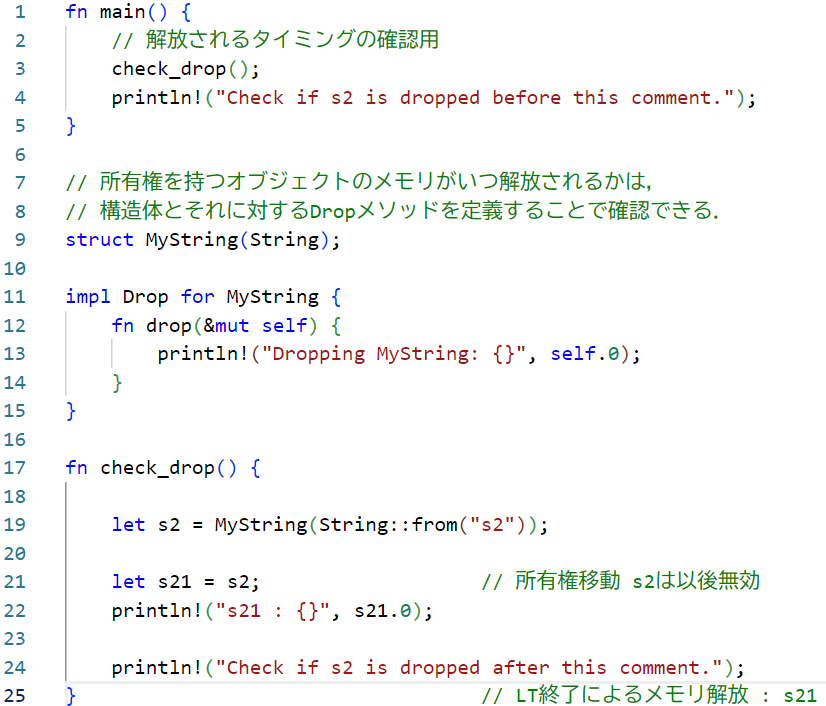 1 fn main() {
2 // 解放されるタイミングの確認用
3 check_drop();
4 println!("Check if s2 is dropped before this comment.");
5 }
6
7 // 所有権を持つオブジェクトのメモリがいつ解放されるかは，
8 // 構造体とそれに対するDropメソッドを定義することで確認できる．
9 struct MyString(String);
10
11 impl Drop for MyString {
12 fn drop(&mut self) {
13 println!("Dropping MyString: {}", self.0);
14 }
15 }
16
17 fn check_drop() {
18
19 let s2 = MyString(String::from("s2"));
20
21 let s21 = s2; // 所有権移動 s2は以後無効
22 println!("s21 : {}", s21.0);
23
24 println!("Check if s2 is dropped after this comment.");
25 } // LT終了によるメモリ解放 : s21